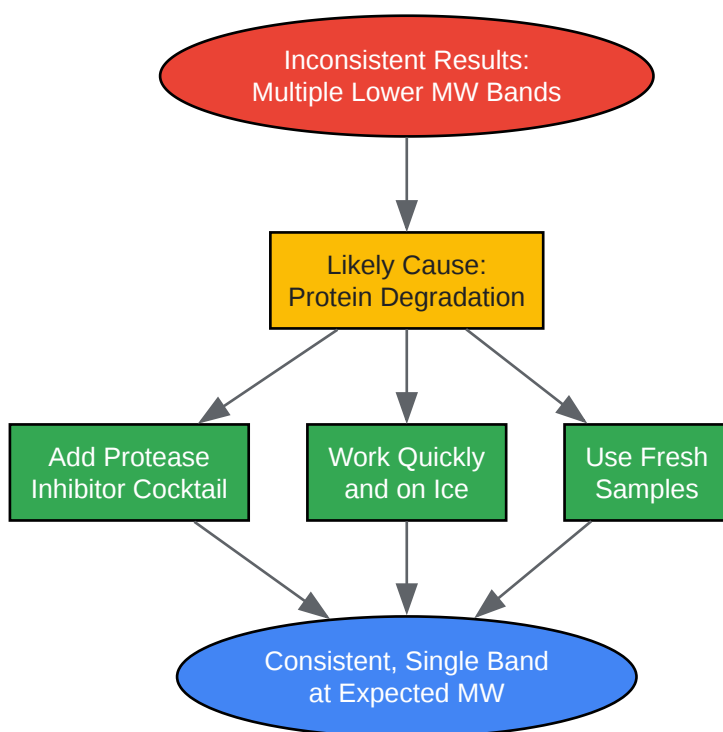 Inconsistent Results:
Multiple Lower MW Bands
Likely Cause:
Protein Degradation
Add Protease
Inhibitor Cocktail
Work Quickly
and on Ice
Use Fresh
Samples
Consistent, Single Band
at Expected MW